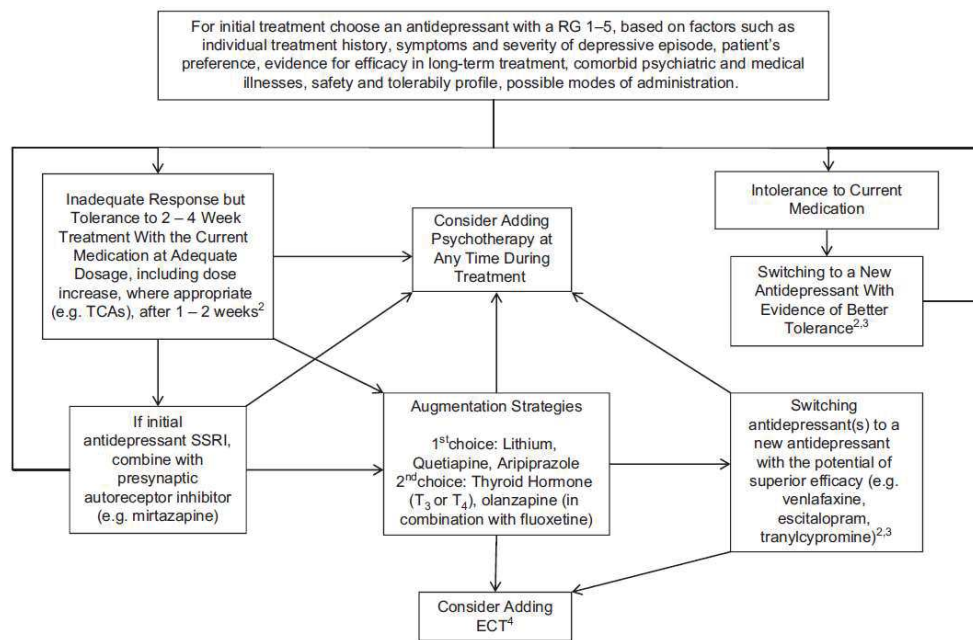 For initial treatment choose an antidepressant with a RG 1–5, based on factors such as
individual treatment history, symptoms and severity of depressive episode, patient's
preference, evidence for efficacy in long-term treatment, comorbid psychiatric and medical
illnesses, safety and tolerabily profile, possible modes of administration.
Inadequate Response but
Tolerance to 2 – 4 Week
Treatment With the Current
Medication at Adequate
Dosage, including dose
increase, where appropriate
(e.g. TCAs), after 1 – 2 weeks²
Consider Adding
Psychotherapy at
Any Time During
Treatment
Intolerance to Current
Medication
Switching to a New
Antidepressant With
Evidence of Better
Tolerance²,³
If initial
antidepressant SSRI,
combine with
presynaptic
autoreceptor inhibitor
(e.g. mirtazapine)
Augmentation Strategies
1ˢᵗchoice: Lithium,
Quetiapine, Aripiprazole
2ⁿᵈchoice: Thyroid Hormone
(T₃ or T₄), olanzapine (in
combination with fluoxetine)
Switching
antidepressant(s) to a
new antidepressant
with the potential of
superior efficacy (e.g.
venlafaxine,
escitalopram,
tranylcypromine)²,³
Consider Adding
ECT⁴